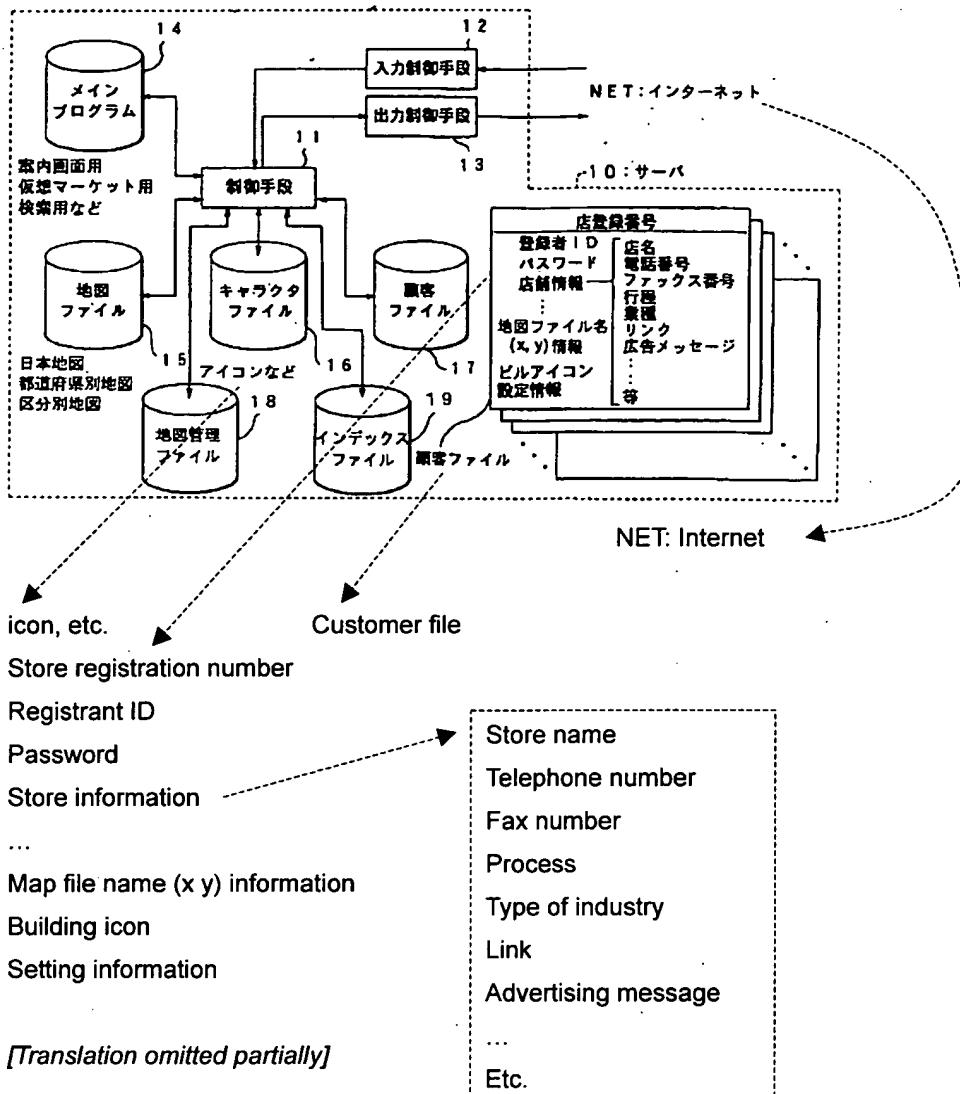 14
メイン
プログラム
案内画面用
仮想マーケット用
検索用など
12
入力制御手段
出力制御手段
13
NET:インターネット
11
制御手段
10:サーバ
地図
ファイル
15
日本地図
都道府県別地図
区分別地図
キャラクタ
ファイル
16
アイコンなど
顧客
ファイル
17
地図管理
ファイル
18
インデックス
ファイル
19
顧客ファイル
店登録番号
登録者ID
パスワード
店舗情報
…
地図ファイル名
(x,y)情報
ビルアイコン
設定情報
店名
電話番号
ファックス番号
行程
業種
リンク
広告メッセージ
…
等
NET: Internet
icon, etc.
Customer file
Store registration number
Registrant ID
Password
Store information
...
Map file name (x y) information
Building icon
Setting information
[Translation omitted partially]
Store name
Telephone number
Fax number
Process
Type of industry
Link
Advertising message
...
Etc.